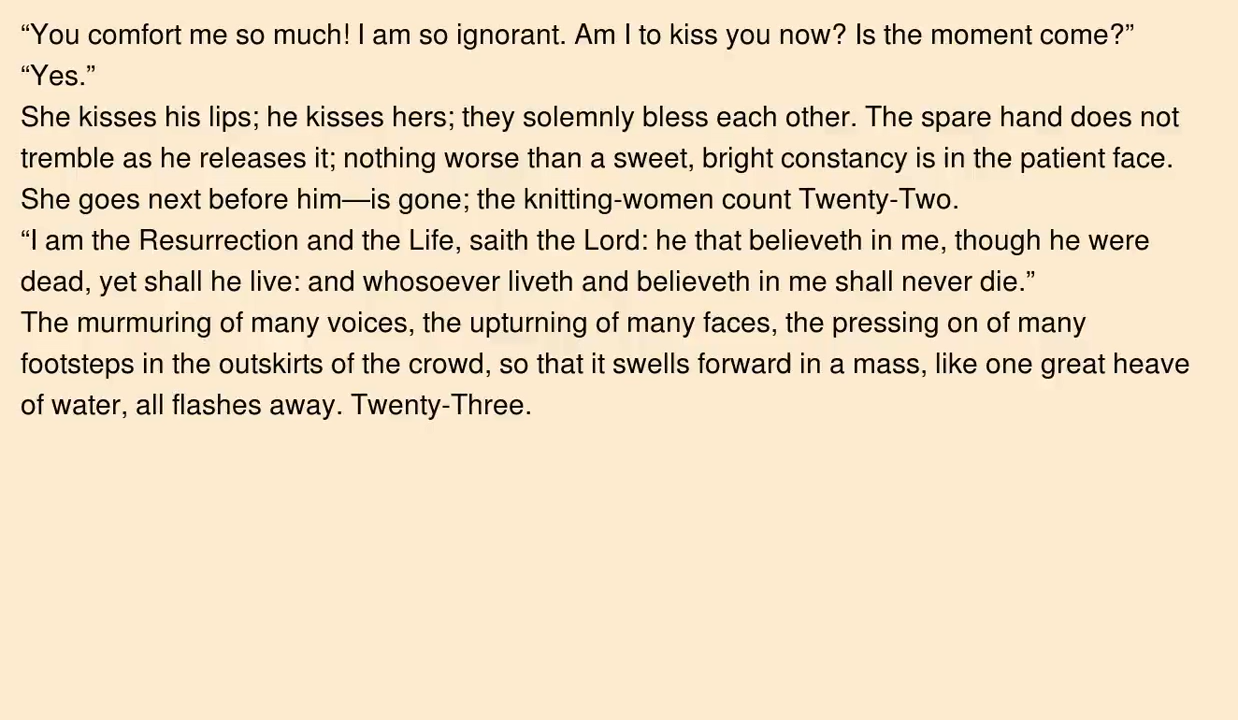 “You comfort me so much! I am so ignorant. Am I to kiss you now? Is the moment come?”
“Yes.”
She kisses his lips; he kisses hers; they solemnly bless each other. The spare hand does not
tremble as he releases it; nothing worse than a sweet, bright constancy is in the patient face.
She goes next before him—is gone; the knitting-women count Twenty-Two.
“I am the Resurrection and the Life, saith the Lord: he that believeth in me, though he were
dead, yet shall he live: and whosoever liveth and believeth in me shall never die.”
The murmuring of many voices, the upturning of many faces, the pressing on of many
footsteps in the outskirts of the crowd, so that it swells forward in a mass, like one great heave
of water, all flashes away. Twenty-Three.